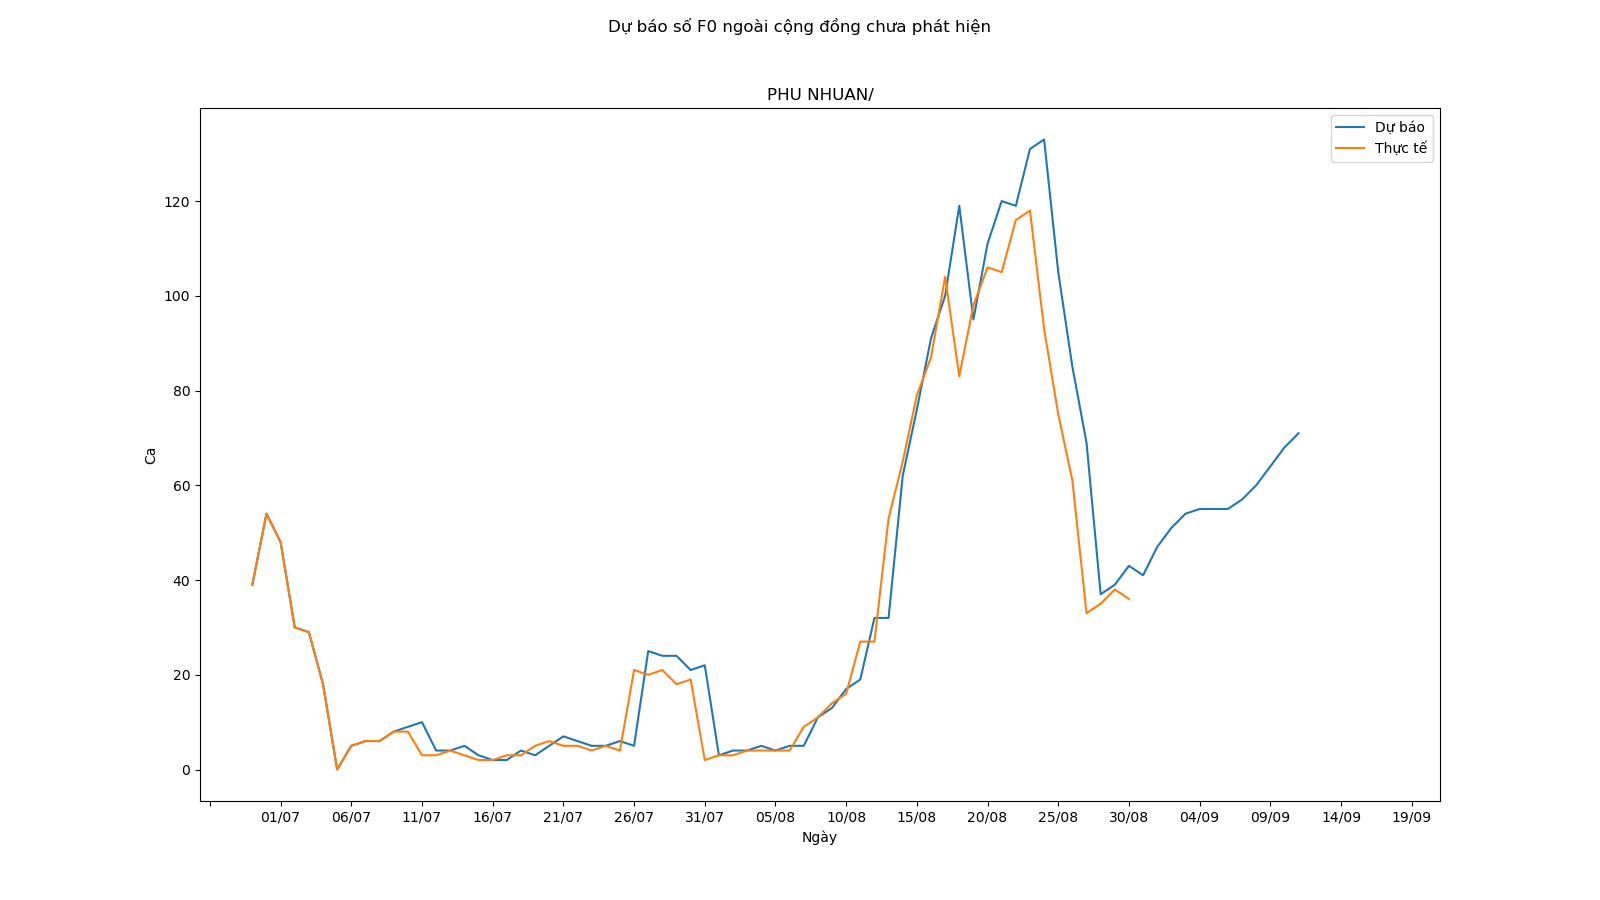 Dự báo số F0 ngoài cộng đồng chưa phát hiện
PHU NHUAN/
Dự báo
Thực tế
120
100
80
60
40
20
0
Ca
01/07 06/07 11/07 16/07 21/07 26/07 31/07 05/08 10/08 15/08 20/08 25/08 30/08 04/09 09/09 14/09 19/09
Ngày